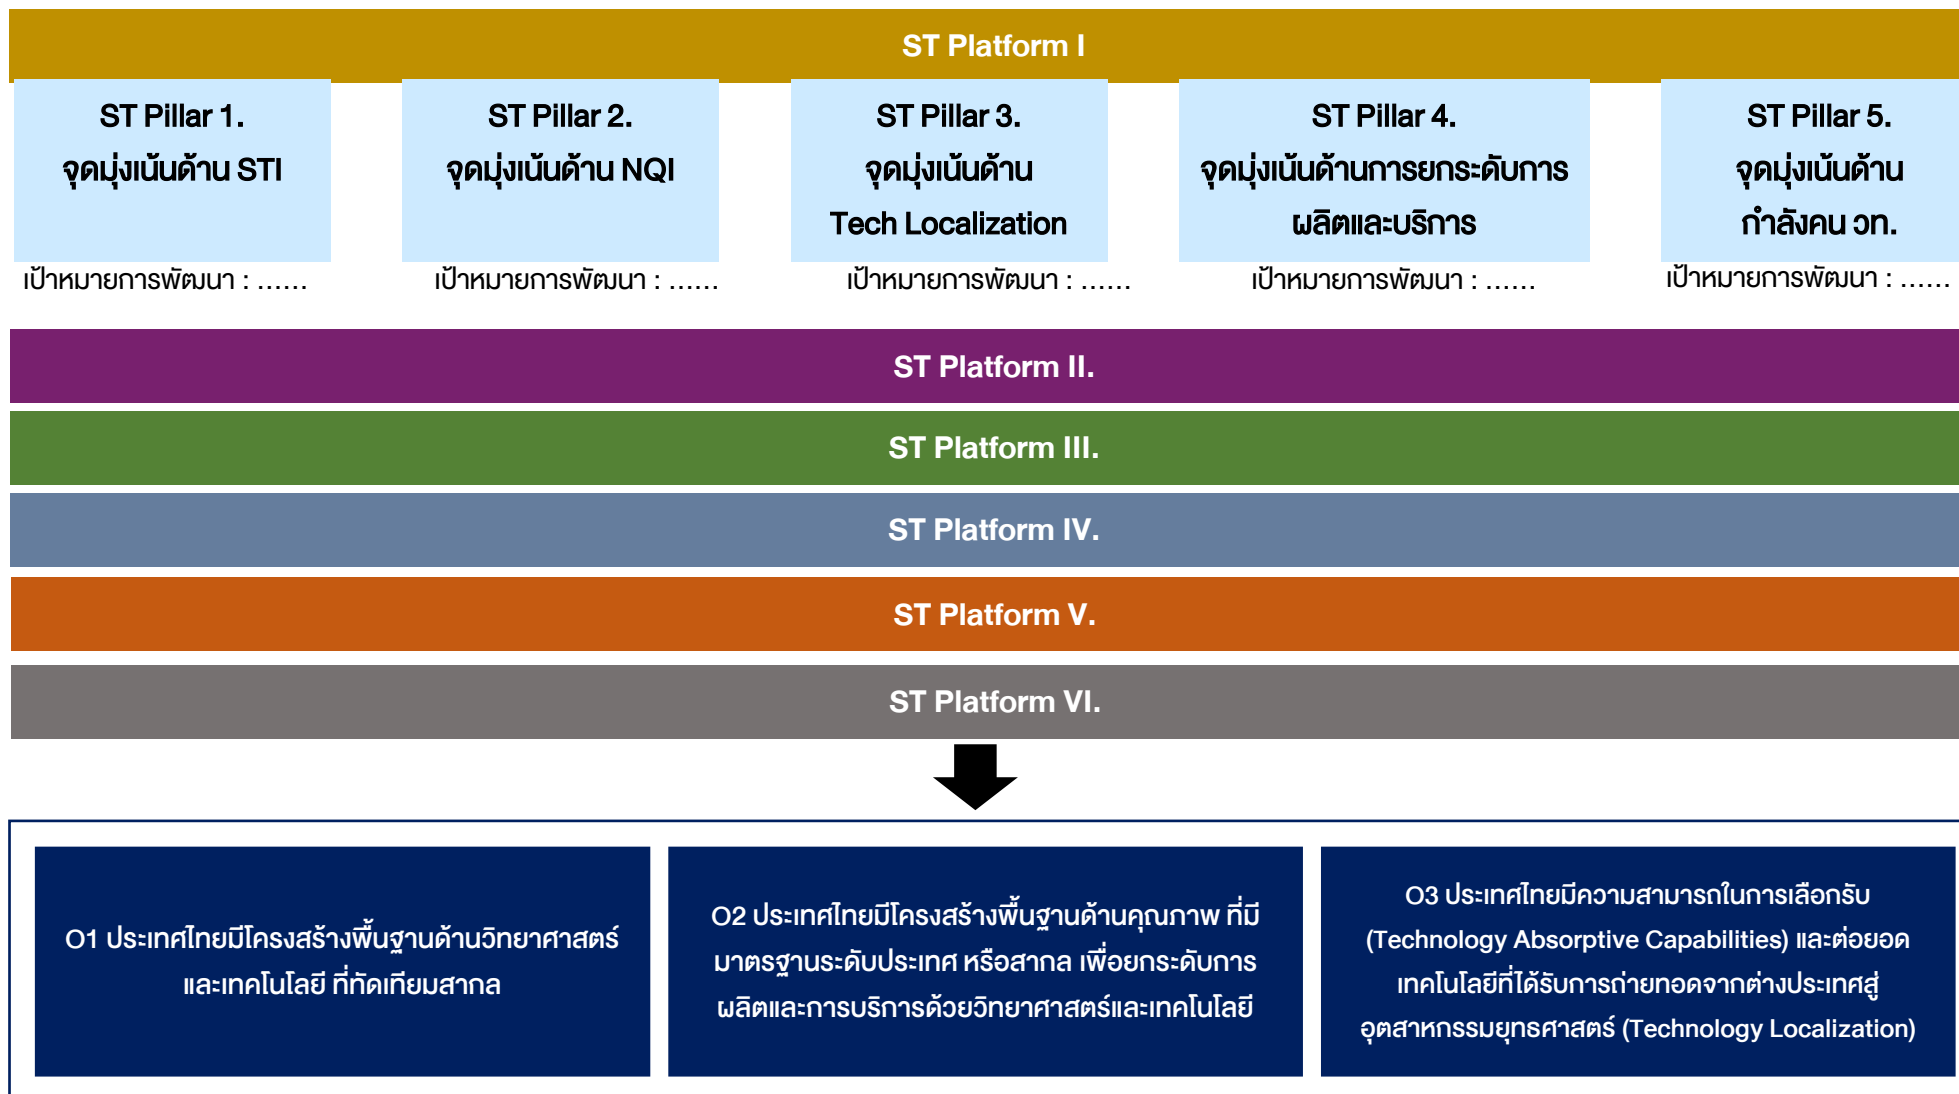 ST Platform I
ST Pillar 1.
จุดมุ่งเน้นด้าน STI
ST Pillar 2.
จุดมุ่งเน้นด้าน NQI
ST Pillar 3.
จุดมุ่งเน้นด้าน
Tech Localization
ST Pillar 4.
จุดมุ่งเน้นด้านการยกระดับการ
ผลิตและบริการ
ST Pillar 5.
จุดมุ่งเน้นด้าน
กำลังคน วท.
เป้าหมายการพัฒนา : ......
เป้าหมายการพัฒนา : ......
เป้าหมายการพัฒนา : ......
เป้าหมายการพัฒนา : ......
เป้าหมายการพัฒนา : ......
ST Platform II.
ST Platform III.
ST Platform IV.
ST Platform V.
ST Platform VI.
O1 ประเทศไทยมีโครงสร้างพื้นฐานด้านวิทยาศาสตร์
และเทคโนโลยี ที่ทัดเทียมสากล
O2 ประเทศไทยมีโครงสร้างพื้นฐานด้านคุณภาพ ที่มี
มาตรฐานระดับประเทศ หรือสากล เพื่อยกระดับการ
ผลิตและการบริการด้วยวิทยาศาสตร์และเทคโนโลยี
O3 ประเทศไทยมีความสามารถในการเลือกรับ
(Technology Absorptive Capabilities) และต่อยอด
เทคโนโลยีที่ได้รับการถ่ายทอดจากต่างประเทศสู่
อุตสาหกรรมยุทธศาสตร์ (Technology Localization)